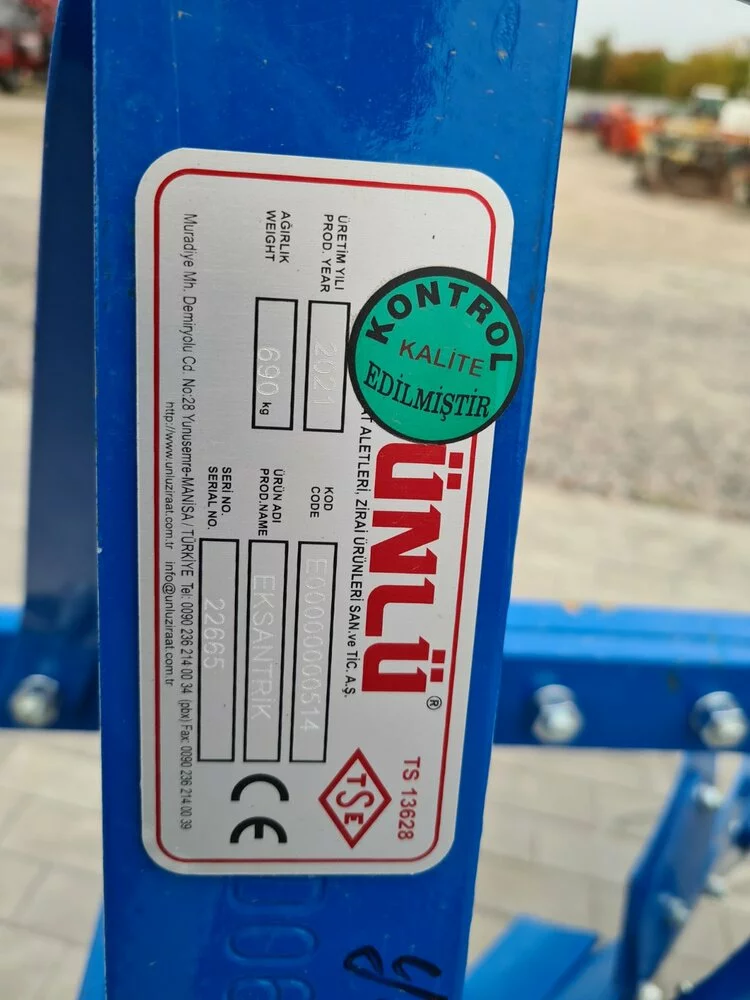 KONTROL
KALİTE
EDİLMİŞTİR
ÜNLÜ®
ALETLERİ, ZİRAİ ÜRÜNLERİ SAN.ve TİC. A.Ş.
TS 13628
TSE
ÜRETİM YILI
PROD. YEAR
2021
AĞIRLIK
WEIGHT
690 kg
KOD
CODE
E00000000514
ÜRÜN ADI
PROD.NAME
EKSANTRİK
SERİ NO.
SERIAL NO.
22665
CE
Muradiye Mh. Demiryolu Cd. No:28 Yunusemre-MANİSA / TÜRKİYE Tel: 0090 236 214 00 34 (pbx) Fax: 0090 236 214 00 39
http://www.unluziraat.com.tr info@unluziraat.com.tr